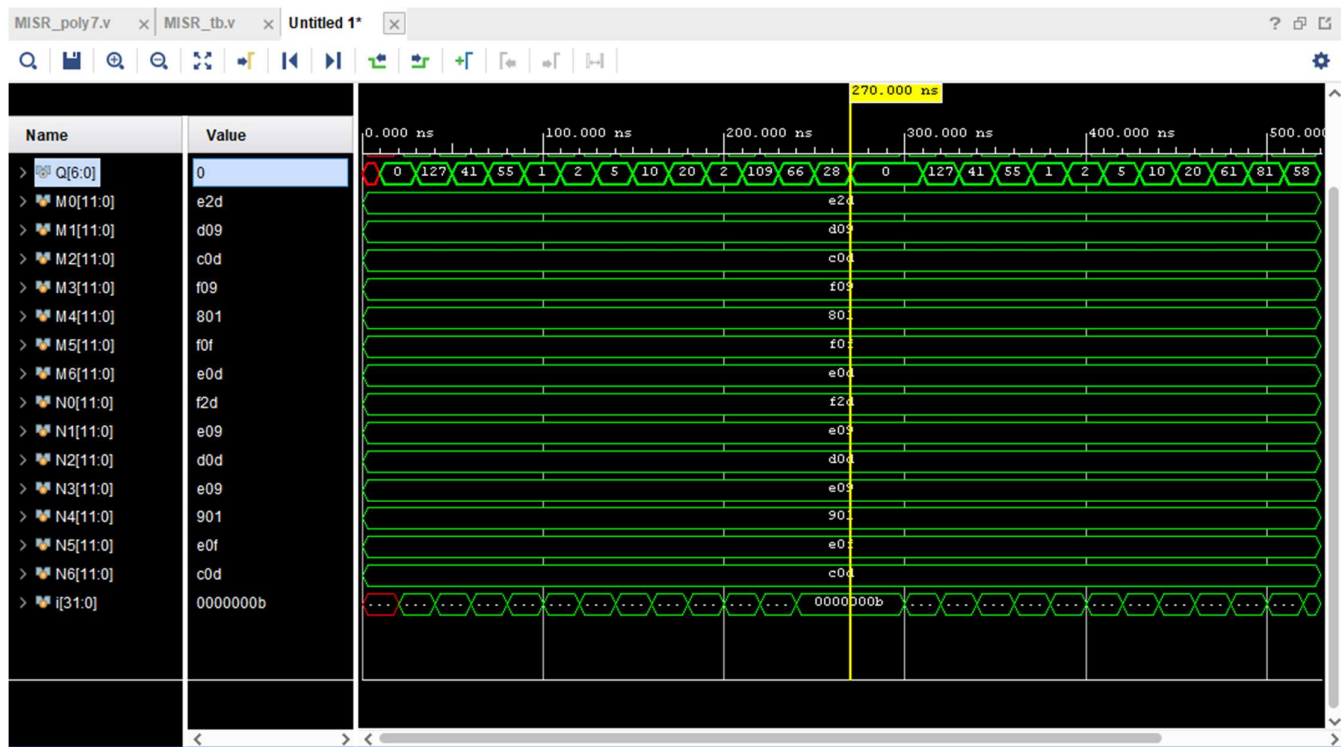 MISR_poly7.v × MISR_tb.v × Untitled 1* × ?
270.000 ns
Name Value 0.000 ns 100.000 ns 200.000 ns 300.000 ns 400.000 ns 500.00
> Q[6:0] 0 0 127 41 55 1 2 5 10 20 2 109 66 28 0 127 41 55 1 2 5 10 20 61 81 58
> M0[11:0] e2d e2d
> M1[11:0] d09 d09
> M2[11:0] c0d c0d
> M3[11:0] f09 f09
> M4[11:0] 801 801
> M5[11:0] f0f f0f
> M6[11:0] e0d e0d
> N0[11:0] f2d f2d
> N1[11:0] e09 e09
> N2[11:0] d0d d0d
> N3[11:0] e09 e09
> N4[11:0] 901 901
> N5[11:0] e0f e0f
> N6[11:0] c0d c0d
> i[31:0] 0000000b ... ... ... ... ... ... ... ... ... ... ... 0000000b ... ... ... ... ... ... ... ... ... ... ...